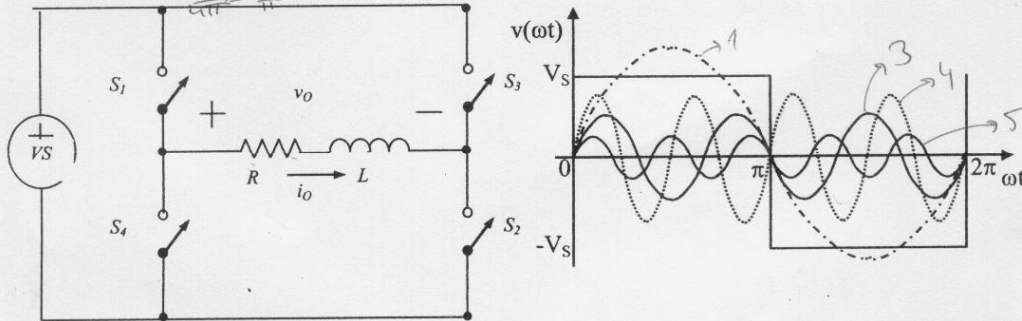 S1
+
vO
−
S3
+
VS
R
iO
L
S4
S2
v(ωt)
VS
0
π
2π
ωt
-VS
1
3
4
5